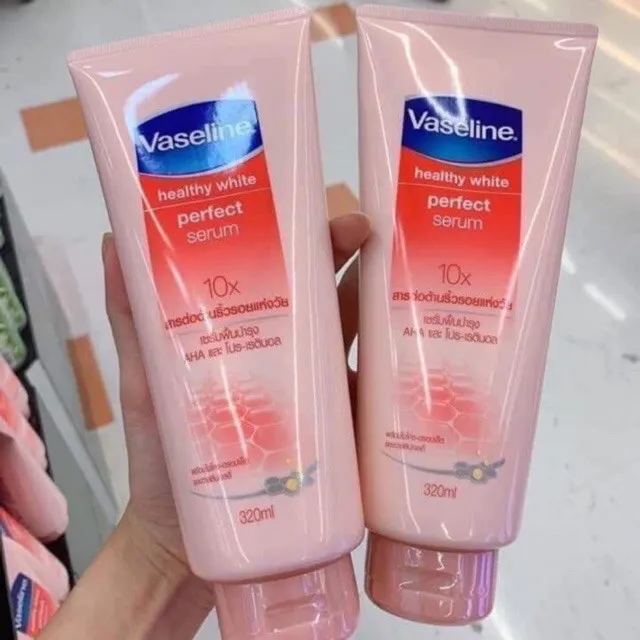 Vaseline
healthy white
perfect
serum
10x
สารต่อต้านริ้วรอยแห่งวัย
เซรั่มฟื้นบำรุง
AHA และ โปร-เรตินอล
320ml
Vaseline
healthy white
perfect
serum
10x
สารต่อต้านริ้วรอยแห่งวัย
เซรั่มฟื้นบำรุง
AHA และ โปร-เรตินอล
320ml